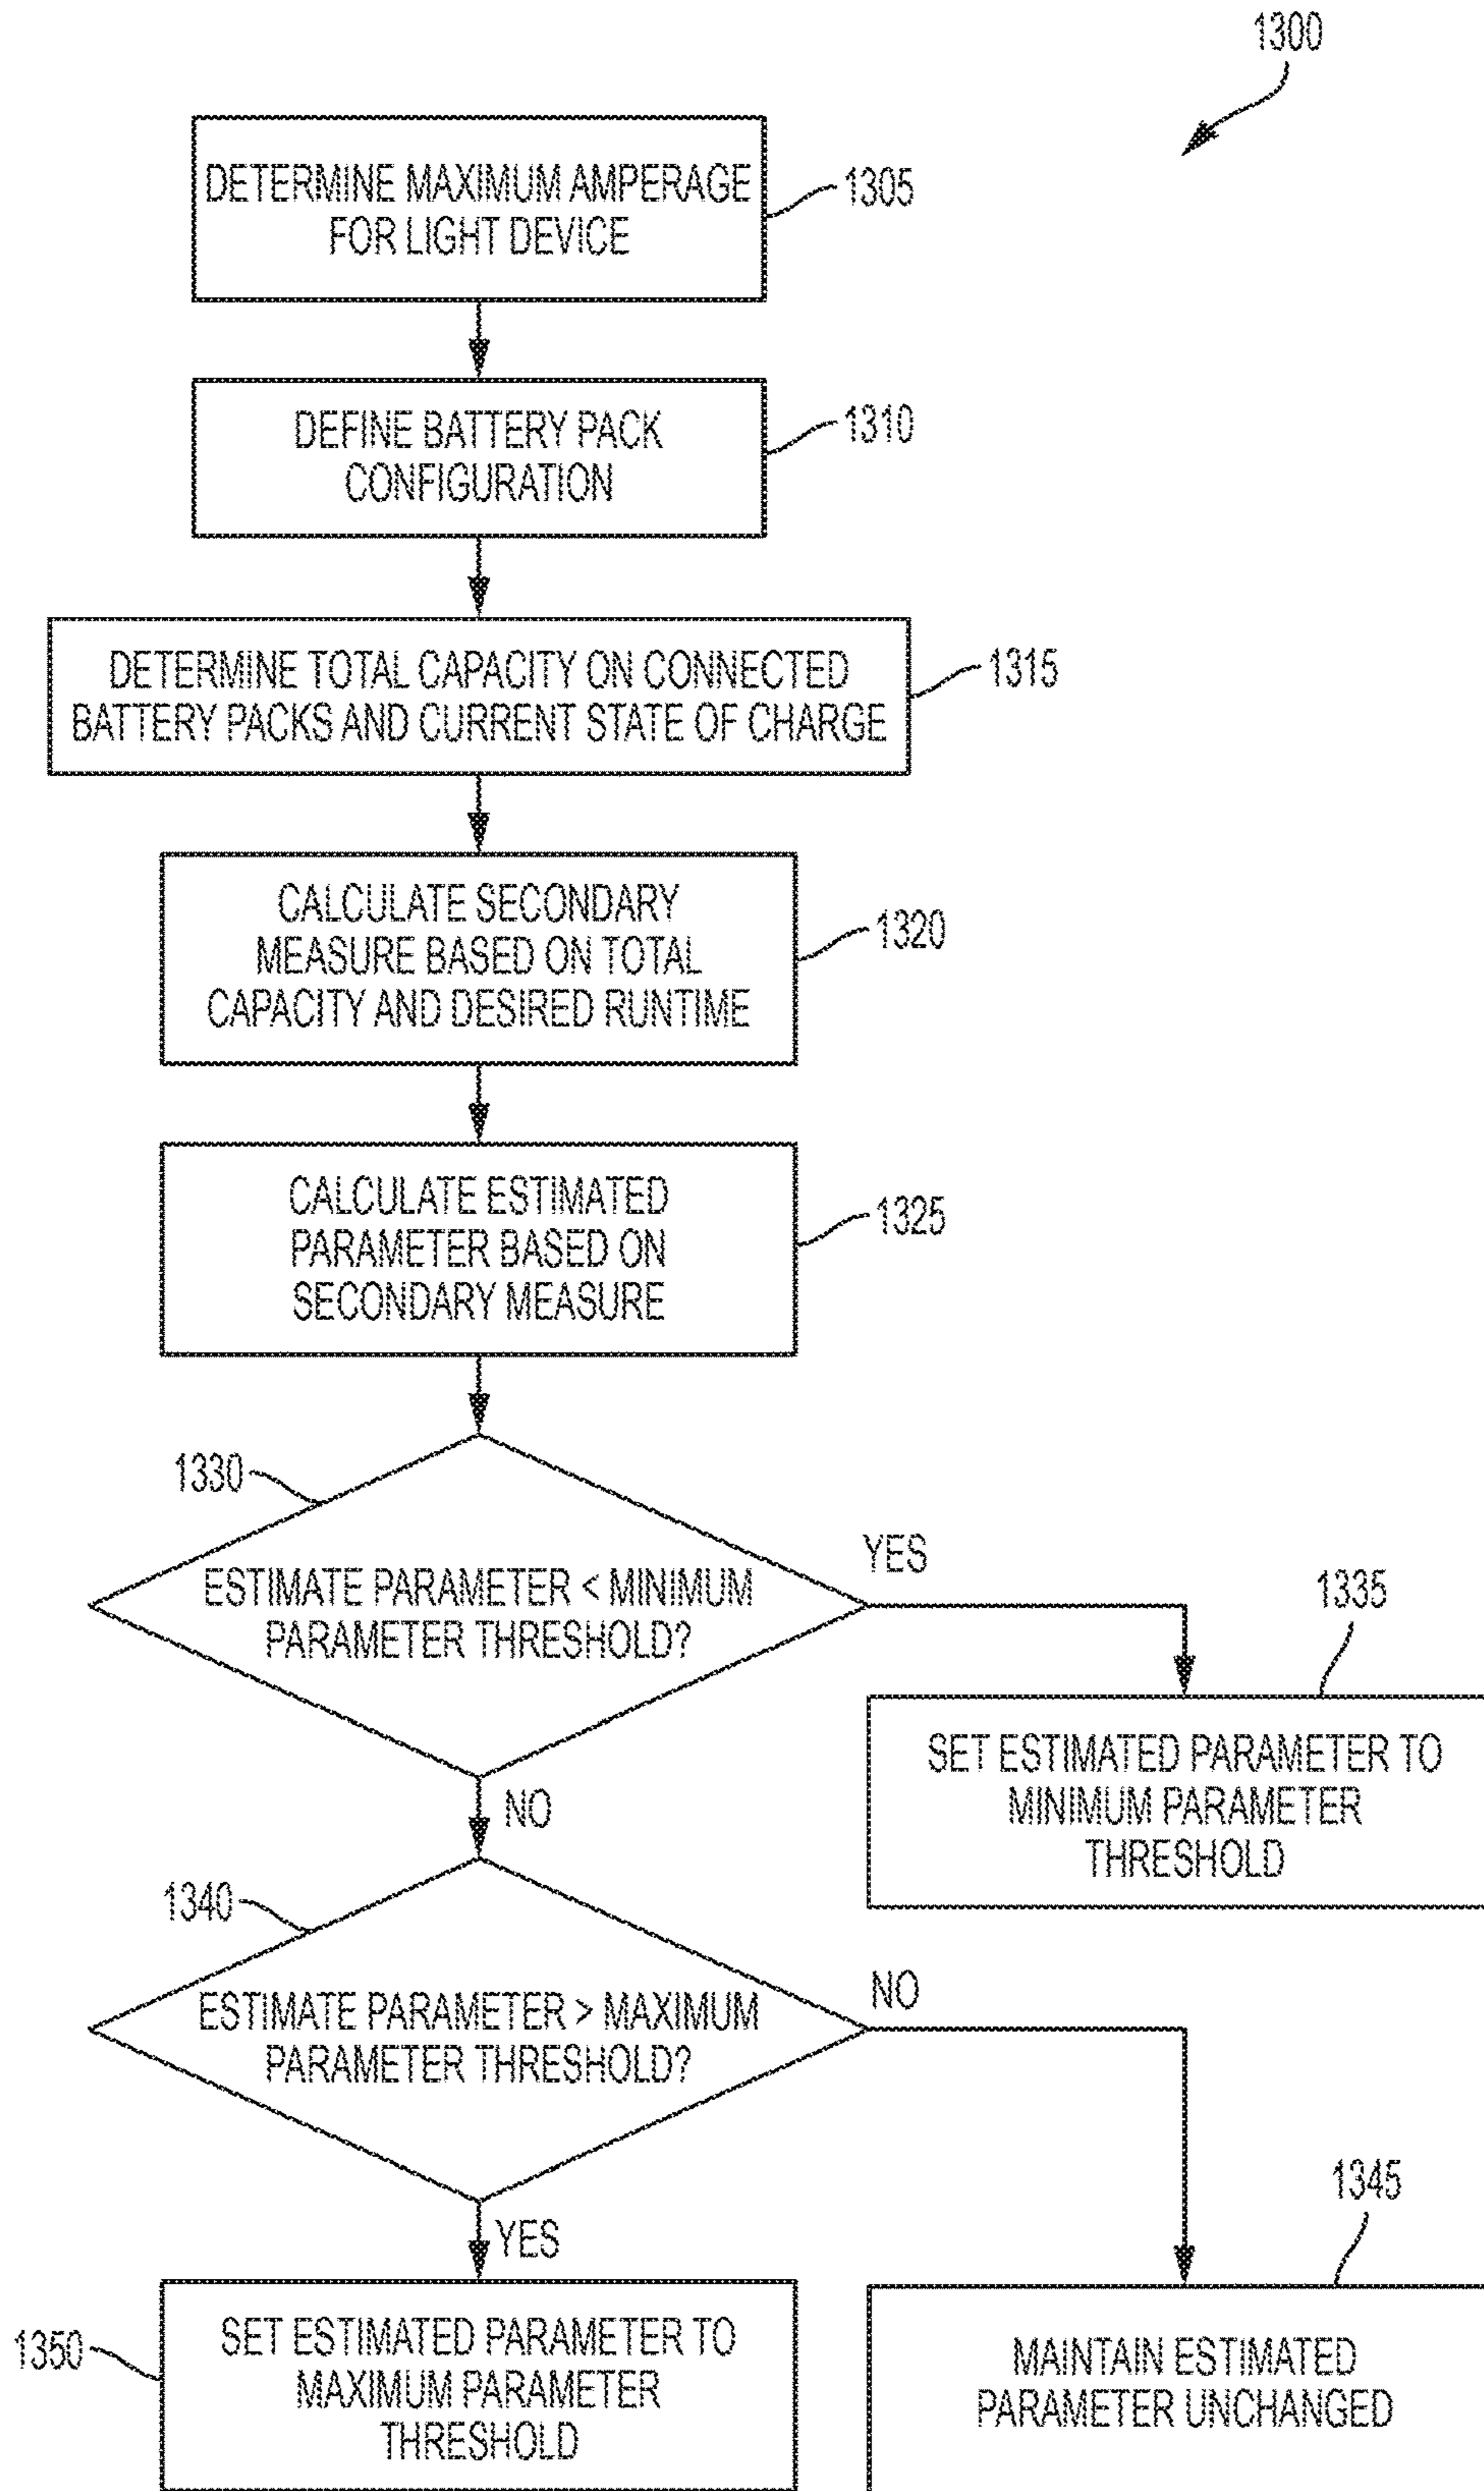 1300
DETERMINE MAXIMUM AMPERAGE
FOR LIGHT DEVICE
1305
DEFINE BATTERY PACK
CONFIGURATION
1310
DETERMINE TOTAL CAPACITY ON CONNECTED
BATTERY PACKS AND CURRENT STATE OF CHARGE
1315
CALCULATE SECONDARY
MEASURE BASED ON TOTAL
CAPACITY AND DESIRED RUNTIME
1320
CALCULATE ESTIMATED
PARAMETER BASED ON
SECONDARY MEASURE
1325
1330
ESTIMATE PARAMETER < MINIMUM
PARAMETER THRESHOLD?
YES
1335
SET ESTIMATED PARAMETER TO
MINIMUM PARAMETER
THRESHOLD
NO
1340
ESTIMATE PARAMETER > MAXIMUM
PARAMETER THRESHOLD?
NO
1345
MAINTAIN ESTIMATED
PARAMETER UNCHANGED
YES
1350
SET ESTIMATED PARAMETER TO
MAXIMUM PARAMETER
THRESHOLD